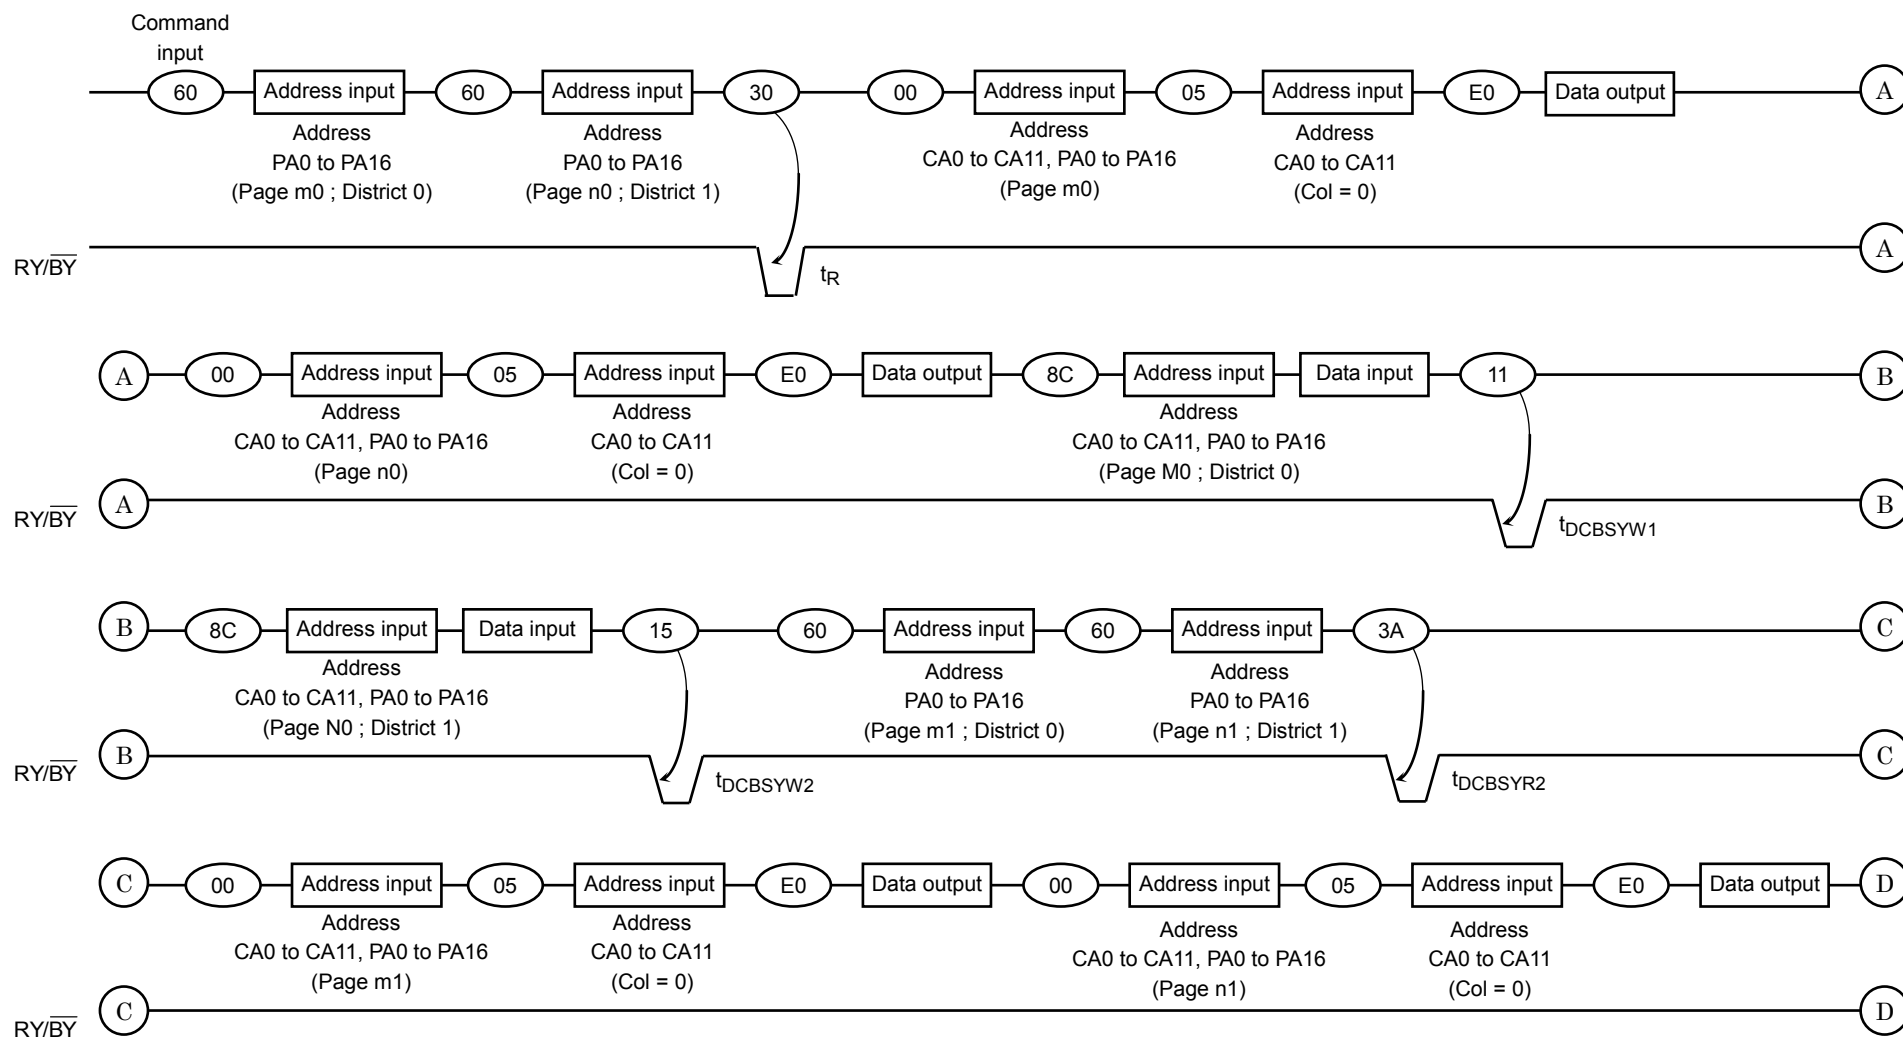 Command
input
60 Address input 60 Address input 30 00 Address input 05 Address input E0 Data output A
Address Address Address Address
PA0 to PA16 PA0 to PA16 CA0 to CA11, PA0 to PA16 CA0 to CA11
(Page m0 ; District 0) (Page n0 ; District 1) (Page m0) (Col = 0)
RY/B̅Y̅ tR A
A 00 Address input 05 Address input E0 Data output 8C Address input Data input 11 B
Address Address Address
CA0 to CA11, PA0 to PA16 CA0 to CA11 CA0 to CA11, PA0 to PA16
(Page n0) (Col = 0) (Page M0 ; District 0)
RY/B̅Y̅ A tDCBSYW1 B
B 8C Address input Data input 15 60 Address input 60 Address input 3A C
Address Address Address
CA0 to CA11, PA0 to PA16 PA0 to PA16 PA0 to PA16
(Page N0 ; District 1) (Page m1 ; District 0) (Page n1 ; District 1)
RY/B̅Y̅ B tDCBSYW2 tDCBSYR2 C
C 00 Address input 05 Address input E0 Data output 00 Address input 05 Address input E0 Data output D
Address Address Address Address
CA0 to CA11, PA0 to PA16 CA0 to CA11 CA0 to CA11, PA0 to PA16 CA0 to CA11
(Page m1) (Col = 0) (Page n1) (Col = 0)
RY/B̅Y̅ C D